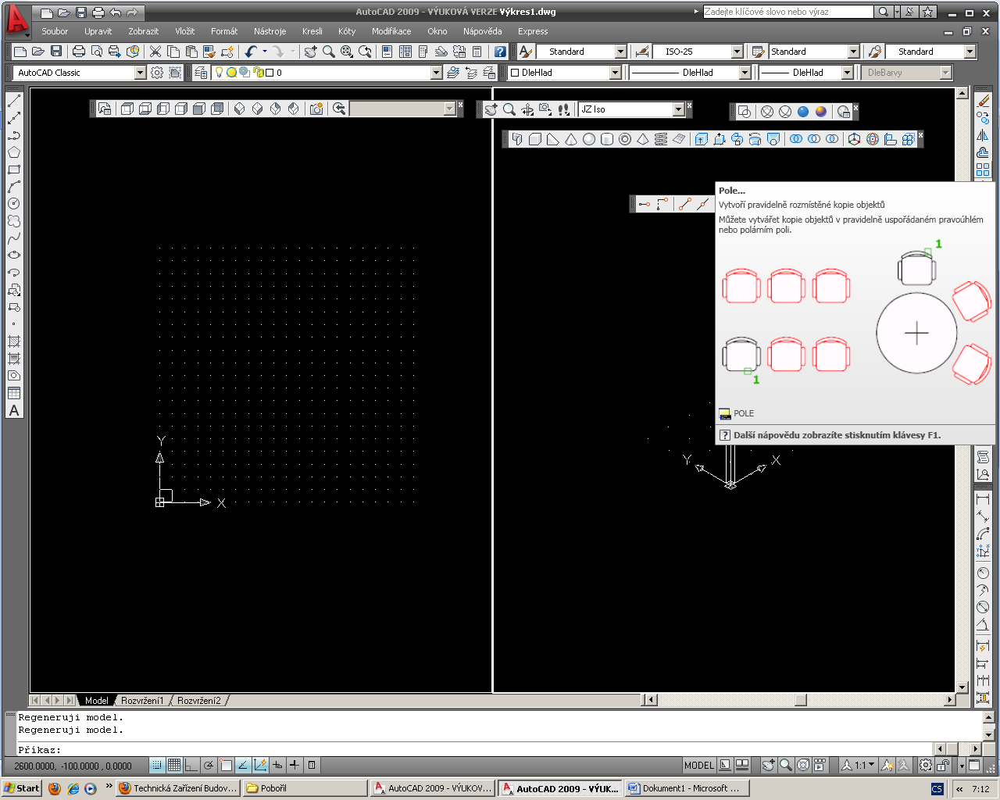 AutoCAD 2009 - VÝUKOVÁ VERZE Výkres1.dwg
Zadejte klíčové slovo nebo výraz
Soubor Upravit Zobrazit Vložit Formát Nástroje Kresli Kóty Modifikace Okno Nápověda Express
Standard ISO-25 Standard Standard
AutoCAD Classic 0 DleHlad DleHlad DleHlad DleBarvy
JZ Iso
Pole...
Vytvoří pravidelně rozmístěné kopie objektů
Můžete vytvářet kopie objektů v pravidelně uspořádaném pravoúhlém
nebo polárním poli.
1
1
POLE
Další nápovědu zobrazíte stisknutím klávesy F1.
A
Y
X
Y
X
Model Rozvržení1 Rozvržení2
Regeneruji model.
Regeneruji model.
Příkaz:
2600.0000, -100.0000 , 0.0000
MODEL
1:1
Start
Technická Zařízení Budov...
Pobořil
AutoCAD 2009 - VÝUKOV...
AutoCAD 2009 - VÝUK...
Dokument1 - Microsoft ...
CS
7:12